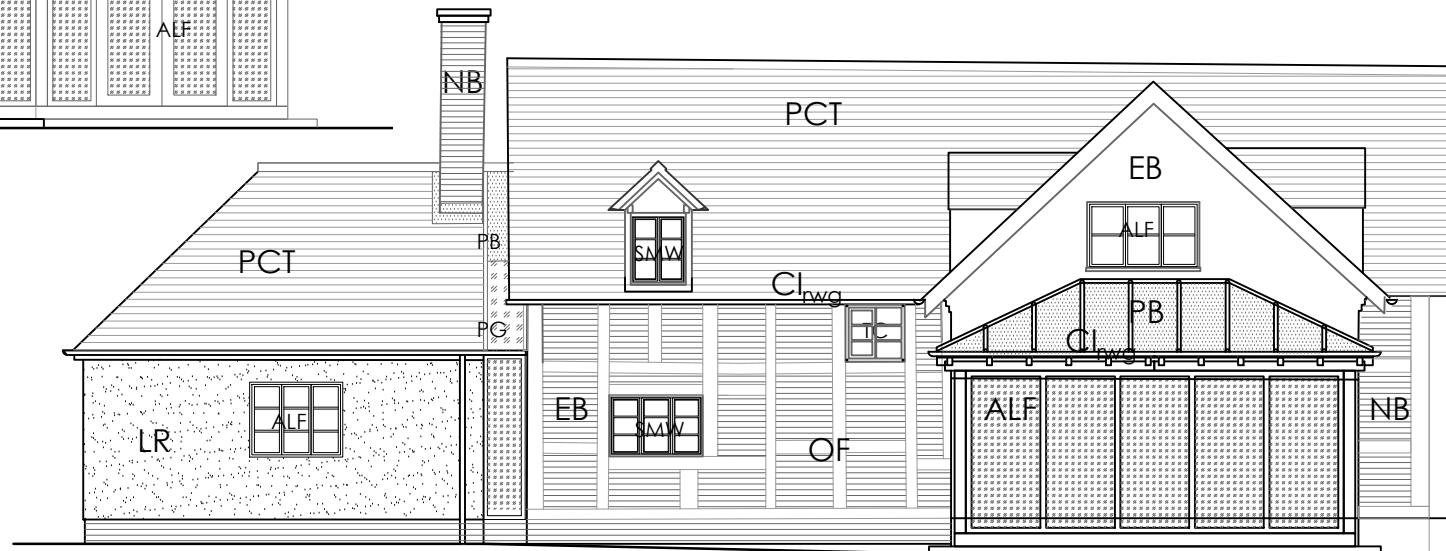 ALF
NB
PCT
EB
ALF
PB
PCT
SMW
CIrwg
PB
PG
TC
CIrwg
EB
SMW
ALF
NB
ALF
LR
OF